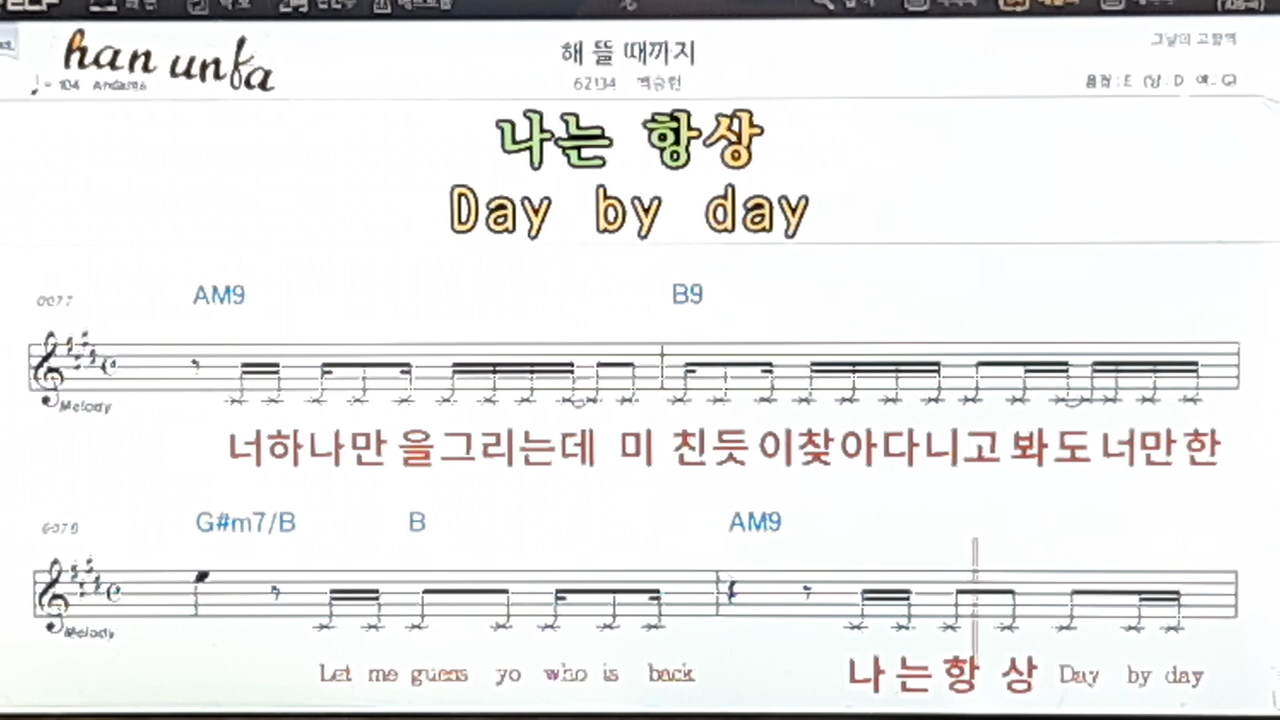 han unfa
해 뜰 때까지
= 104
62134
나는 항상
Day by day
AM9 B9
Melody
너하나만 을그리는데 미 친듯이찾아다니고 봐도 너만한
G#m7/B B AM9
Melody
Let me guess yo who is back 나는항 상 Day by day